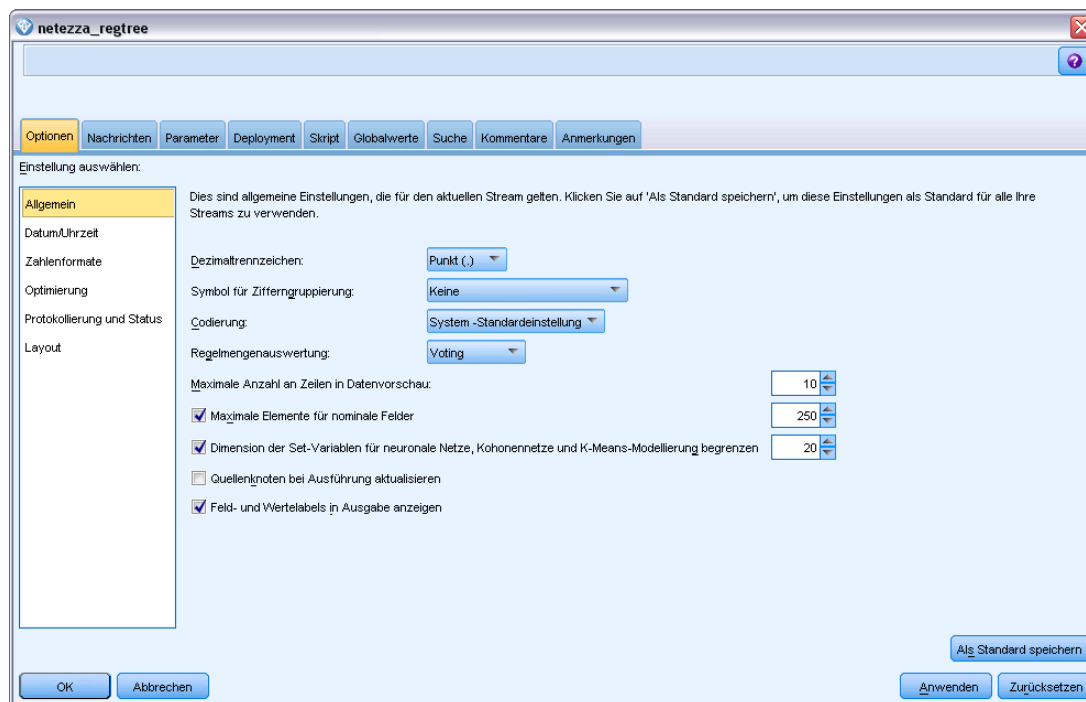 netezza_regtree
Optionen
Nachrichten
Parameter
Deployment
Skript
Globalwerte
Suche
Kommentare
Anmerkungen
Einstellung auswählen:
Allgemein
Datum/Uhrzeit
Zahlenformate
Optimierung
Protokollierung und Status
Layout
Dies sind allgemeine Einstellungen, die für den aktuellen Stream gelten. Klicken Sie auf 'Als Standard speichern', um diese Einstellungen als Standard für alle Ihre
Streams zu verwenden.
Dezimaltrennzeichen: Punkt (.)
Symbol für Zifferngruppierung: Keine
Codierung: System -Standardeinstellung
Regelmengenauswertung: Voting
Maximale Anzahl an Zeilen in Datenvorschau: 10
Maximale Elemente für nominale Felder 250
Dimension der Set-Variablen für neuronale Netze, Kohonennetze und K-Means-Modellierung begrenzen 20
Quellenknoten bei Ausführung aktualisieren
Feld- und Wertelabels in Ausgabe anzeigen
Als Standard speichern
OK
Abbrechen
Anwenden
Zurücksetzen